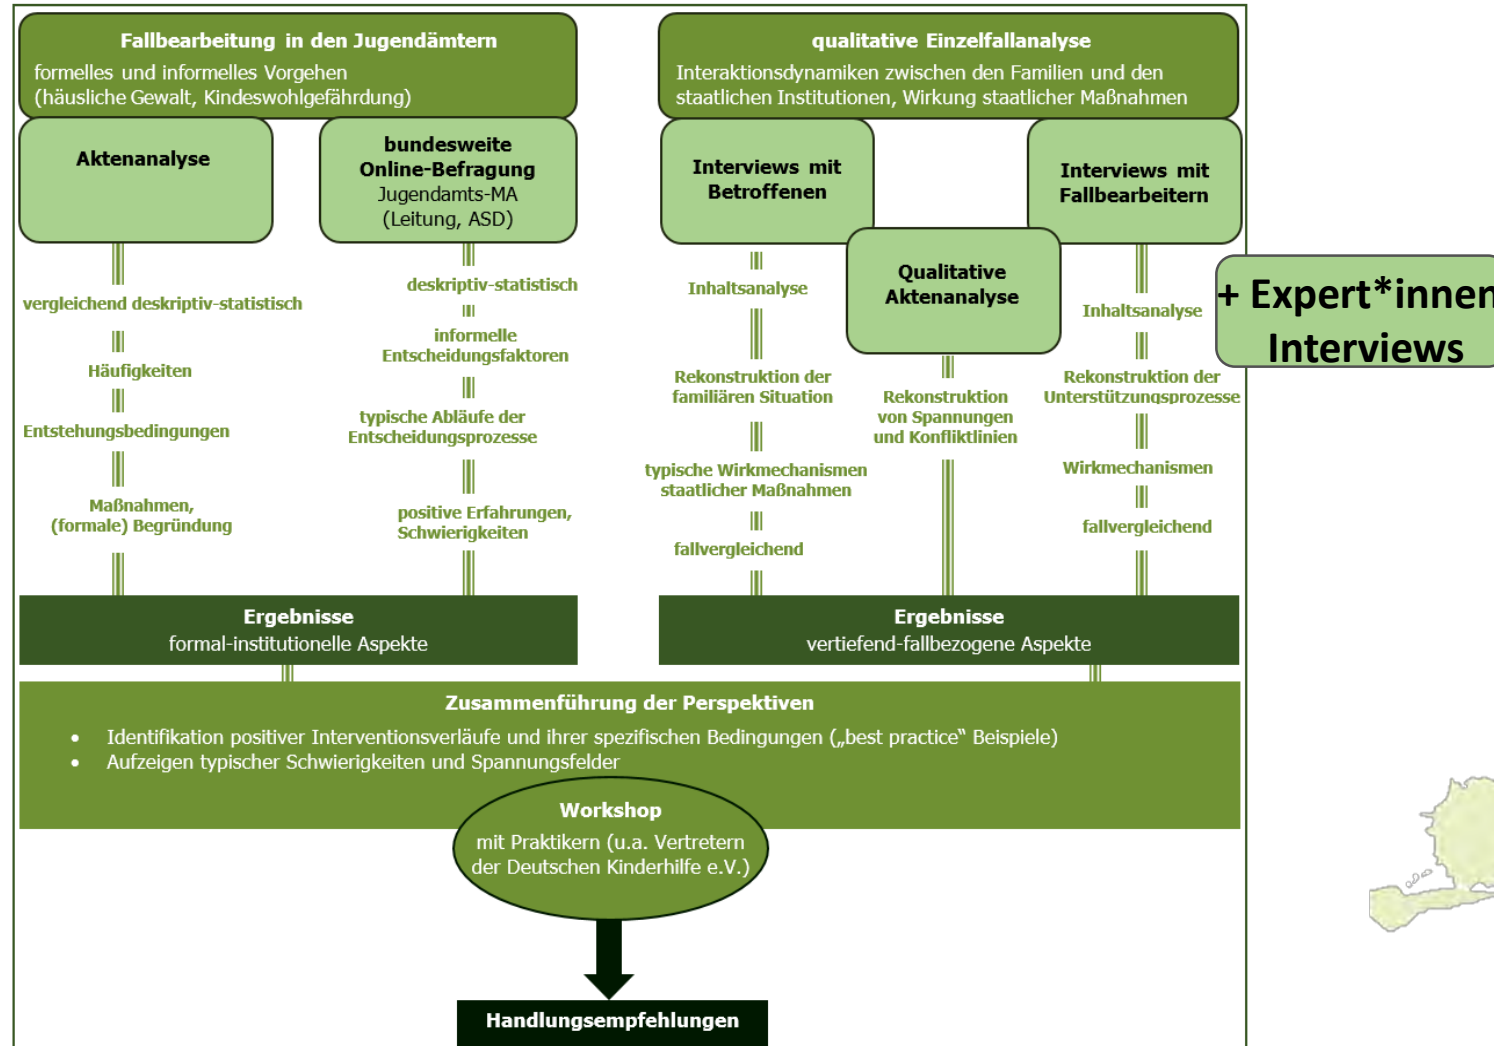 Fallbearbeitung in den Jugendämtern
formelles und informelles Vorgehen
(häusliche Gewalt, Kindeswohlgefährdung)
Aktenanalyse
bundesweite
Online-Befragung
Jugendamts-MA
(Leitung, ASD)
vergleichend deskriptiv-statistisch
Häufigkeiten
Entstehungsbedingungen
Maßnahmen,
(formale) Begründung
deskriptiv-statistisch
informelle
Entscheidungsfaktoren
typische Abläufe der
Entscheidungsprozesse
positive Erfahrungen,
Schwierigkeiten
Ergebnisse
formal-institutionelle Aspekte
qualitative Einzelfallanalyse
Interaktionsdynamiken zwischen den Familien und den
staatlichen Institutionen, Wirkung staatlicher Maßnahmen
Interviews mit
Betroffenen
Qualitative
Aktenanalyse
Interviews mit
Fallbearbeitern
+ Expert*innen
Interviews
Inhaltsanalyse
Rekonstruktion der
familiären Situation
typische Wirkmechanismen
staatlicher Maßnahmen
fallvergleichend
Rekonstruktion
von Spannungen
und Konfliktlinien
Inhaltsanalyse
Rekonstruktion der
Unterstützungsprozesse
Wirkmechanismen
fallvergleichend
Ergebnisse
vertiefend-fallbezogene Aspekte
Zusammenführung der Perspektiven
• Identifikation positiver Interventionsverläufe und ihrer spezifischen Bedingungen („best practice“ Beispiele)
• Aufzeigen typischer Schwierigkeiten und Spannungsfelder
Workshop
mit Praktikern (u.a. Vertretern
der Deutschen Kinderhilfe e.V.)
Handlungsempfehlungen